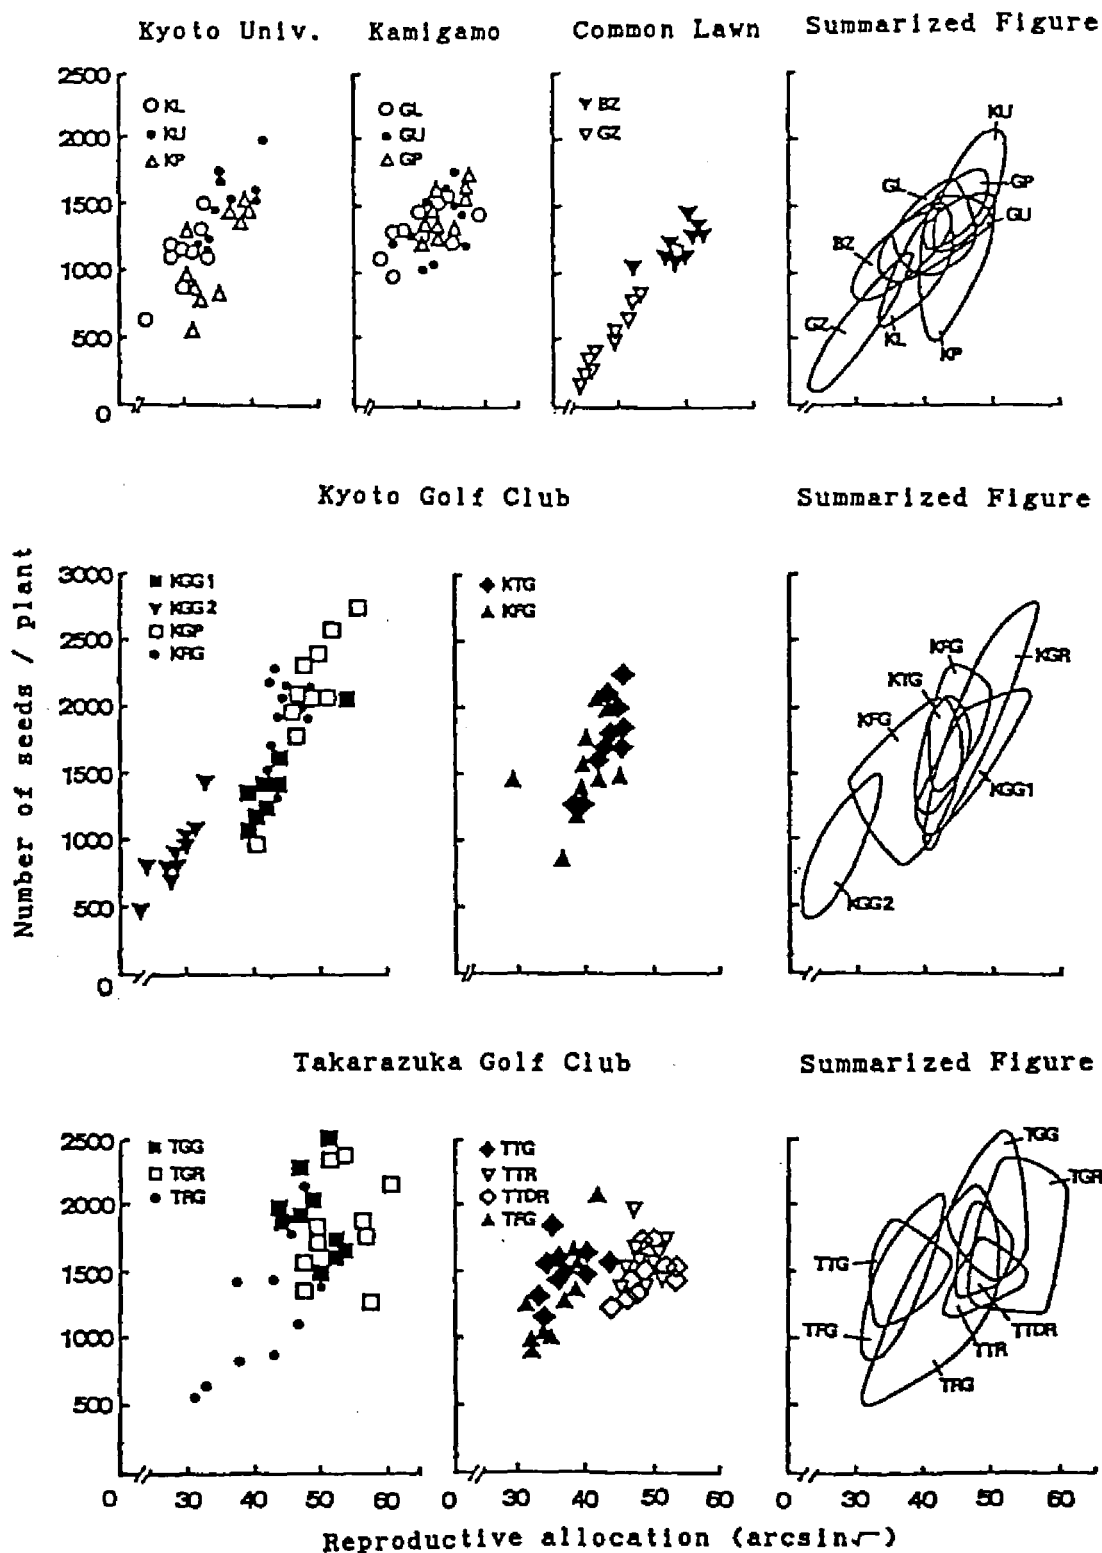 Kyoto Univ. Kamigamo Common Lawn Summarized Figure
2500
2000
1500
1000
500
0
KL
KU
KP
GL
GU
GP
BZ
GZ
KU
GL
GP
GU
BZ
GZ
KL
KP
Kyoto Golf Club Summarized Figure
Number of seeds / plant
3000
2500
2000
1500
1000
500
0
KGG1
KGG2
KGP
KRG
KTG
KFG
KRG
KGR
KTG
KFG
KGG1
KGG2
Takarazuka Golf Club Summarized Figure
2500
2000
1500
1000
500
TGG
TGR
TRG
TTG
TTR
TTDR
TFG
TGG
TGR
TTG
TFG
TTR
TTDR
TRG
0 30 40 50 60 0 30 40 50 60 0 30 40 50 60
Reproductive allocation (arcsin√‾)